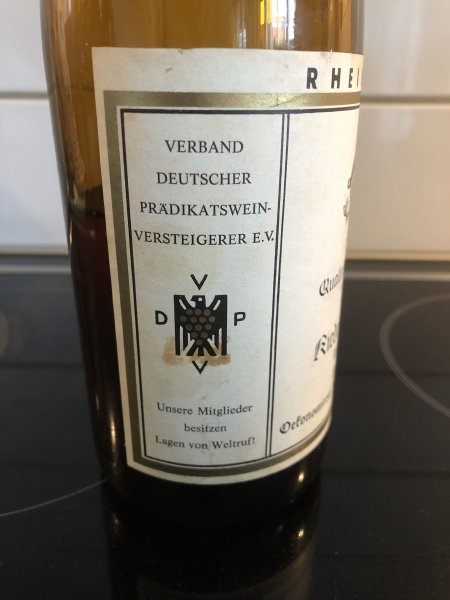 RHEI
VERBAND
DEUTSCHER
PRÄDIKATSWEIN-
VERSTEIGERER E.V.
V
D P
V
Unsere Mitglieder
besitzen
Lagen von Weltruf!